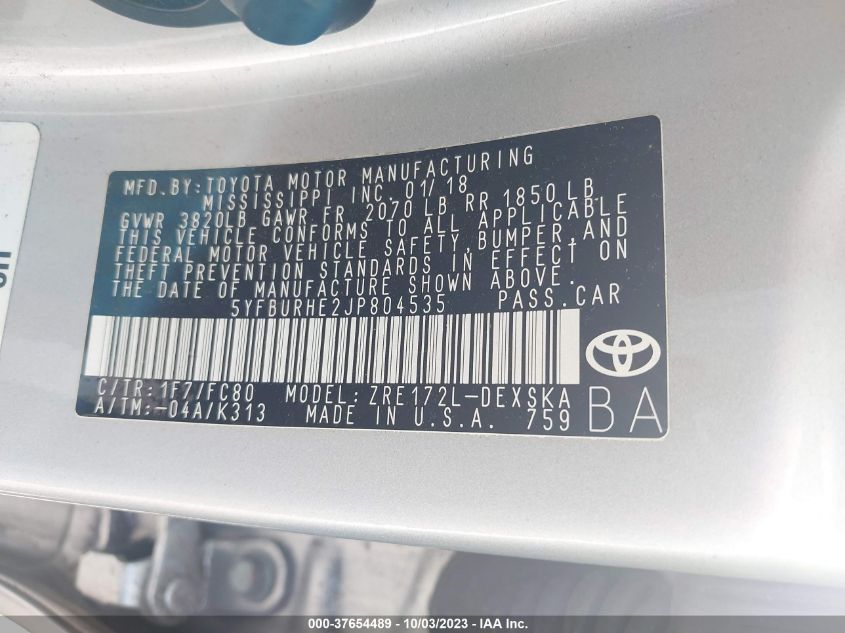 MFD. BY: TOYOTA MOTOR MANUFACTURING
MISSISSIPPI INC. 01/18
GVWR 3820LB GAWR FR 2070 LB RR 1850 LB
THIS VEHICLE CONFORMS TO ALL APPLICABLE
FEDERAL MOTOR VEHICLE SAFETY, BUMPER, AND
THEFT PREVENTION STANDARDS IN EFFECT ON
THE DATE OF MANUFACTURE SHOWN ABOVE.
5YFBURHE2JP804535 PASS. CAR
C/TR: 1F7/FC80 MODEL: ZRE172L-DEXSKA
A/TM: -04A/K313 MADE IN U.S.A. 759
BA
000-37654489 - 10/03/2023 - IAA Inc.